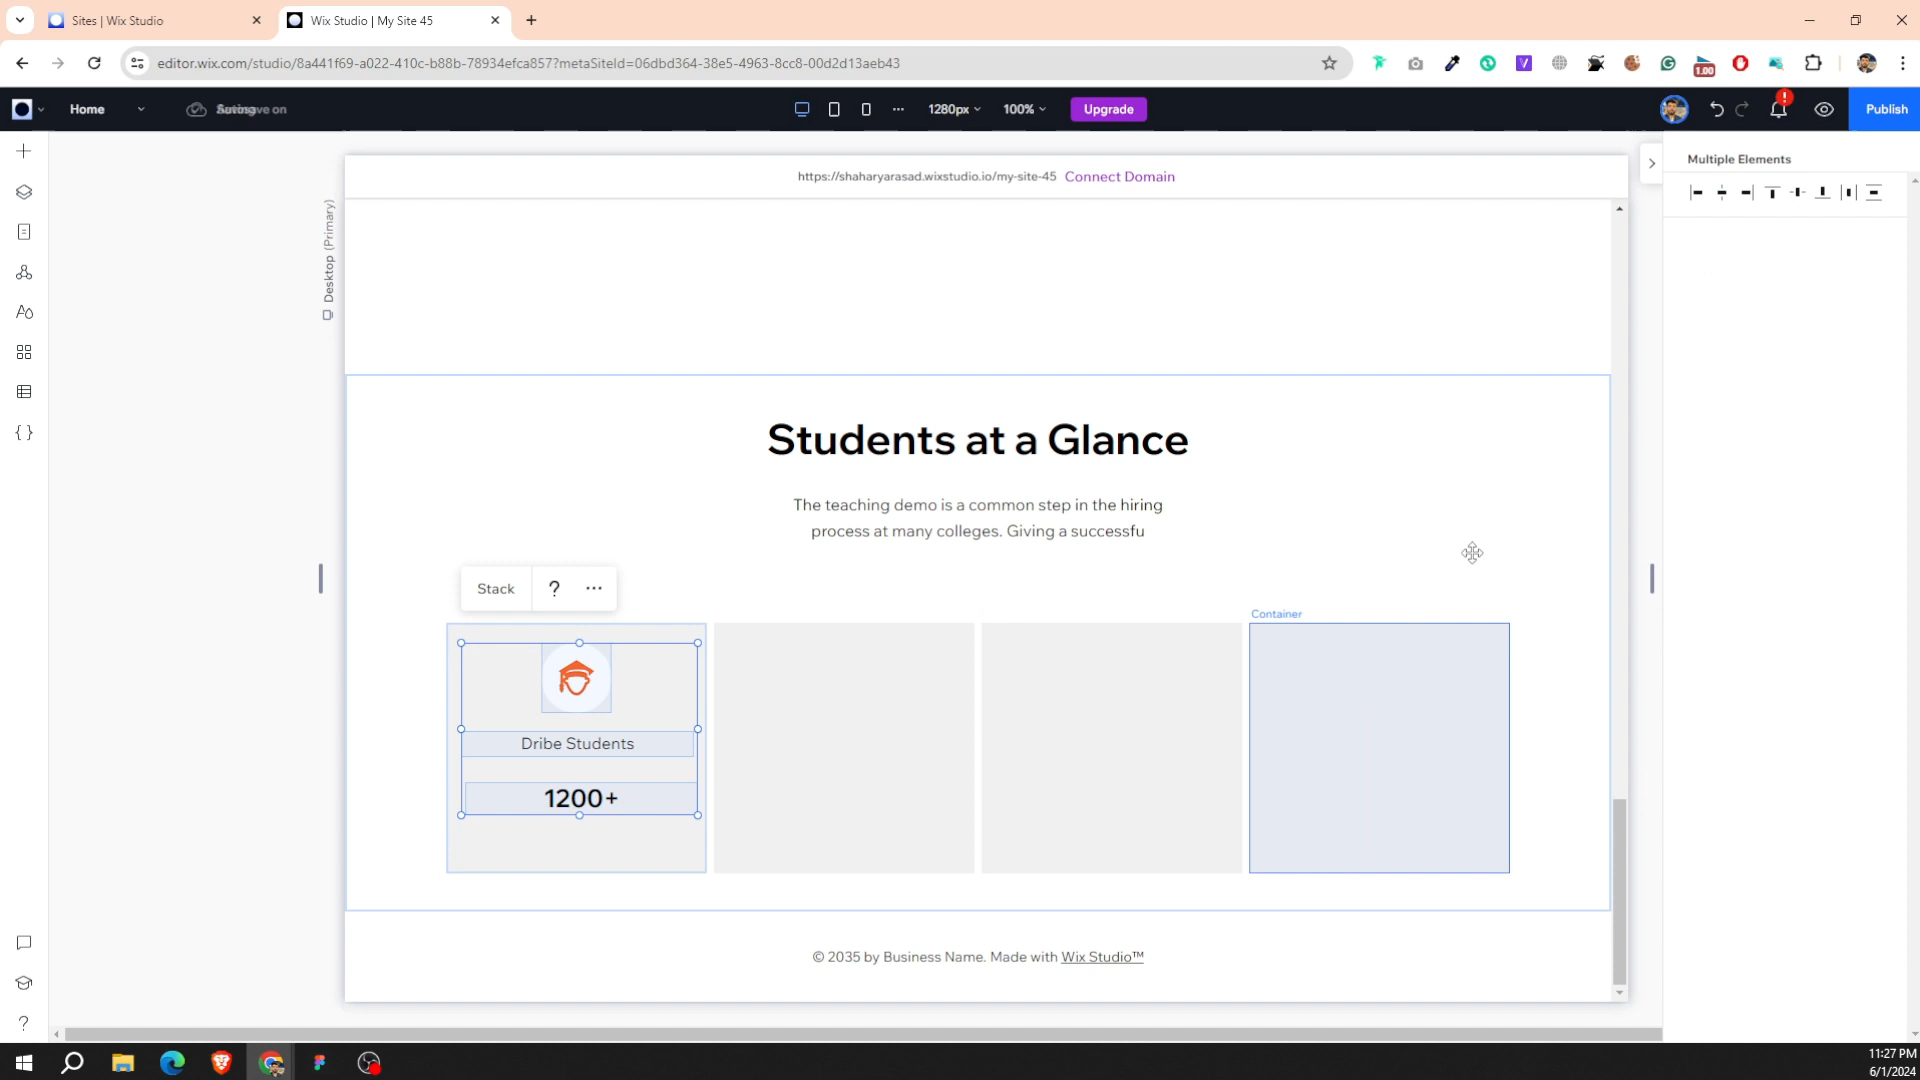 Sites | Wix Studio
Wix Studio | My Site 45
editor.wix.com/studio/8a441f69-a022-410c-b88b-78934efca857?metaSiteId=06dbd364-38e5-4963-8cc8-00d2d13aeb43
1.00
Home
1280px
100%
Upgrade
Publish
https://shaharyarasad.wixstudio.io/my-site-45 Connect Domain
Multiple Elements
Desktop (Primary)
Students at a Glance
The teaching demo is a common step in the hiring
process at many colleges. Giving a successfu
Stack
?
Container
Dribe Students
1200+
© 2035 by Business Name. Made with Wix Studio™
?
11:27 PM
6/1/2024